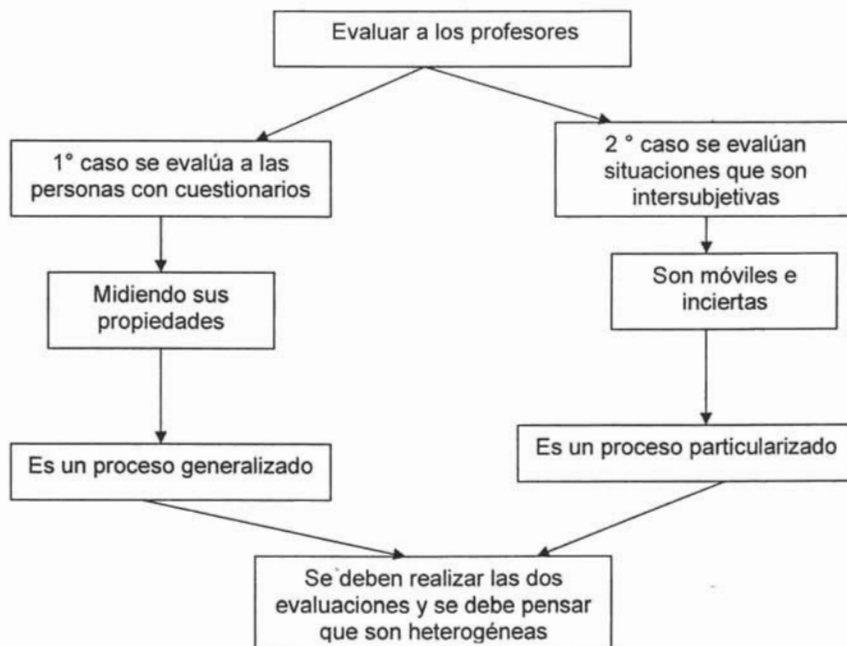 Evaluar a los profesores
1° caso se evalúa a las
personas con cuestionarios
2 ° caso se evalúan
situaciones que son
intersubjetivas
Midiendo sus
propiedades
Son móviles e
inciertas
Es un proceso generalizado
Es un proceso particularizado
Se deben realizar las dos
evaluaciones y se debe pensar
que son heterogéneas